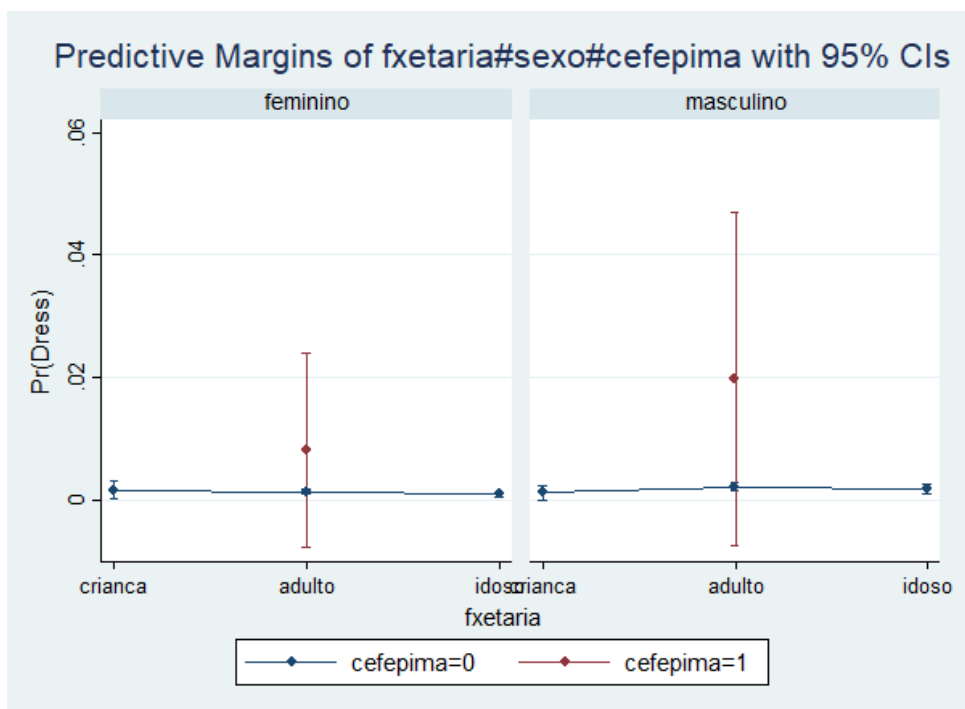 Predictive Margins of fxetaria#sexo#cefepima with 95% CIs
feminino masculino
.06
.04
.02
0
Pr(Dress)
crianca adulto idoso crianca adulto idoso
fxetaria
cefepima=0 cefepima=1